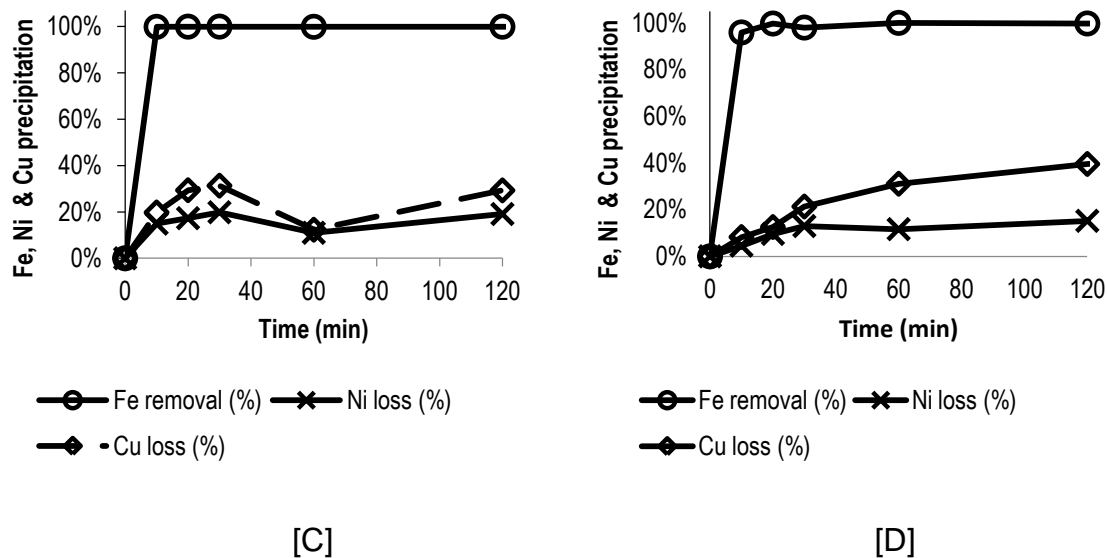 Fe, Ni & Cu precipitation
100%
80%
60%
40%
20%
0%
0 20 40 60 80 100 120
Time (min)
Fe removal (%) Ni loss (%)
Cu loss (%)
[C]
Fe, Ni & Cu precipitation
100%
80%
60%
40%
20%
0%
0 20 40 60 80 100 120
Time (min)
Fe removal (%) Ni loss (%)
Cu loss (%)
[D]